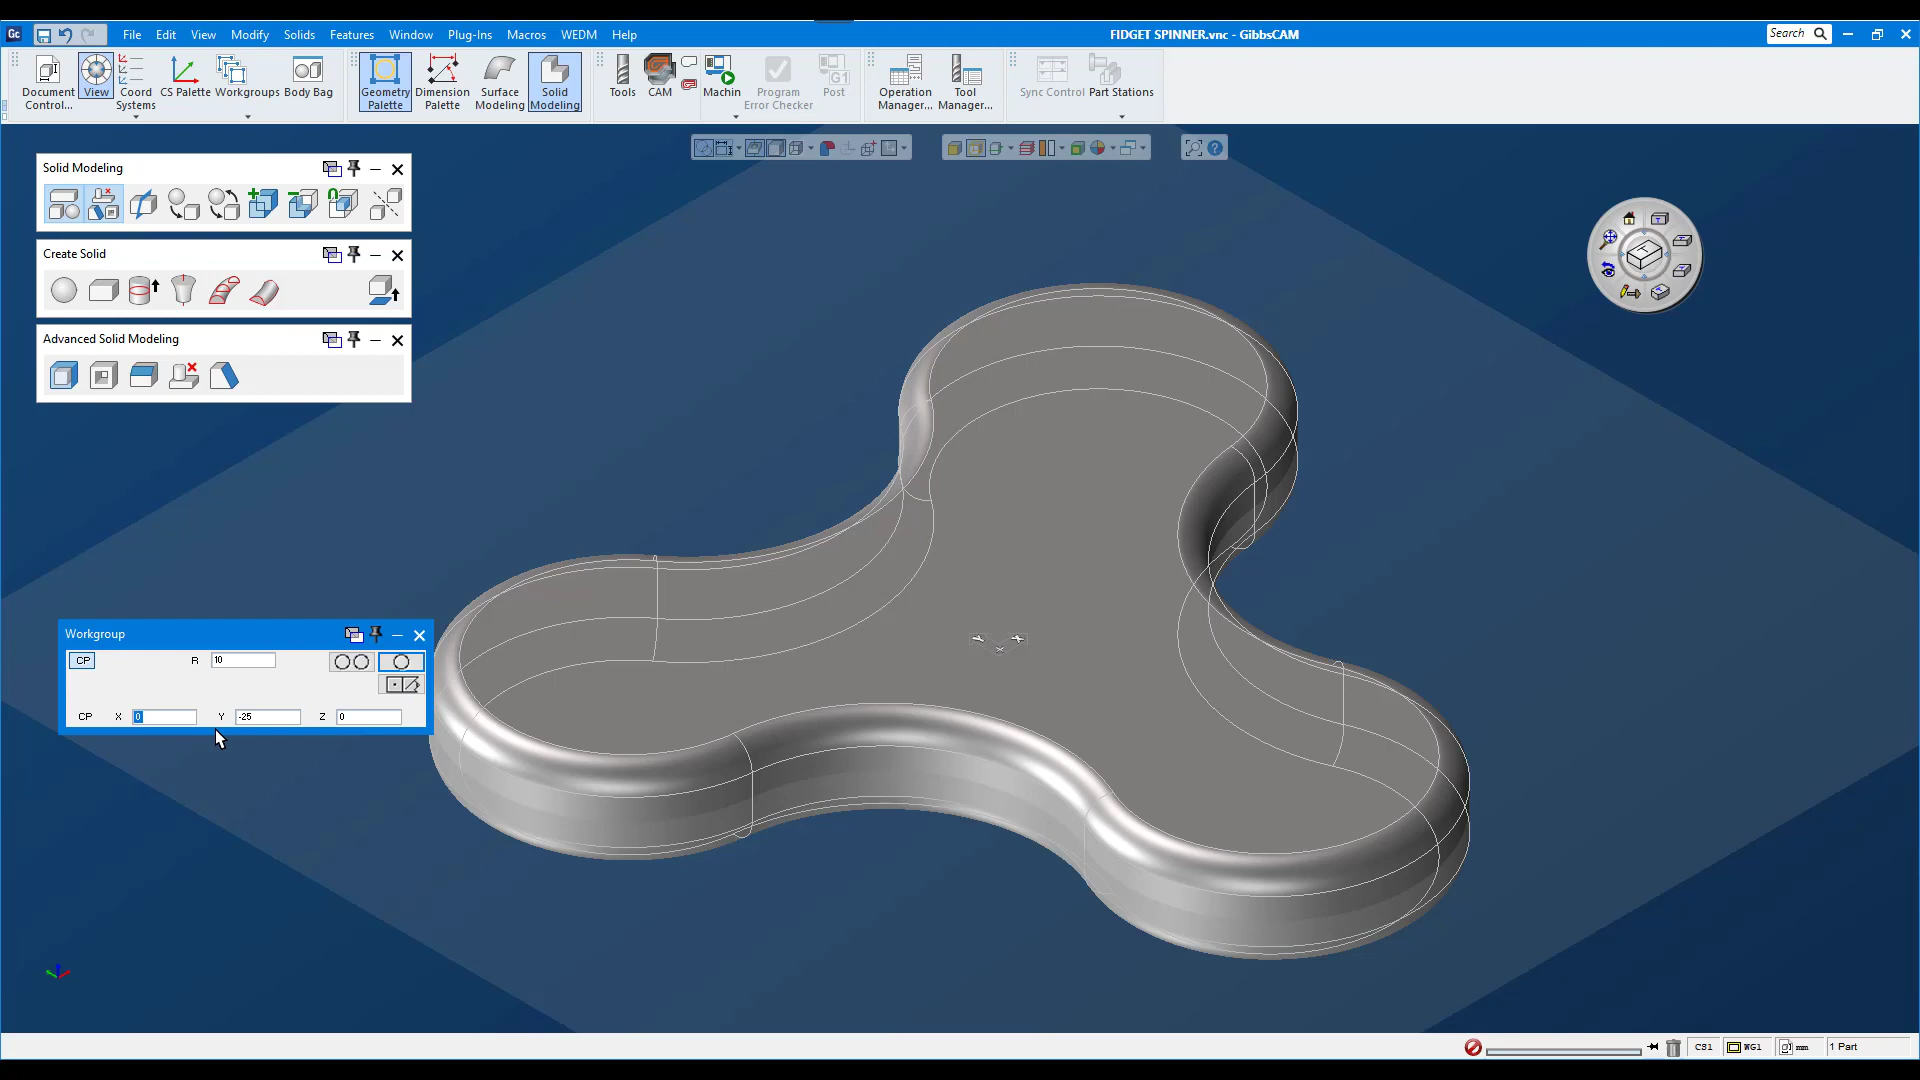 Gc File Edit View Modify Solids Features Window Plug-Ins Macros WEDM Help FIDGET SPINNER.vnc - GibbsCAM Search
Document Control...
View
Coord Systems
CS Palette
Workgroups
Body Bag
Geometry Palette
Dimension Palette
Surface Modeling
Solid Modeling
Tools
CAM
Machin
Program Error Checker
Post
Operation Manager...
Tool Manager...
Sync Control
Part Stations
Solid Modeling
Create Solid
Advanced Solid Modeling
Workgroup
CP R 10
CP X 0 Y -25 Z 0
CS1 WG1 mm 1 Part